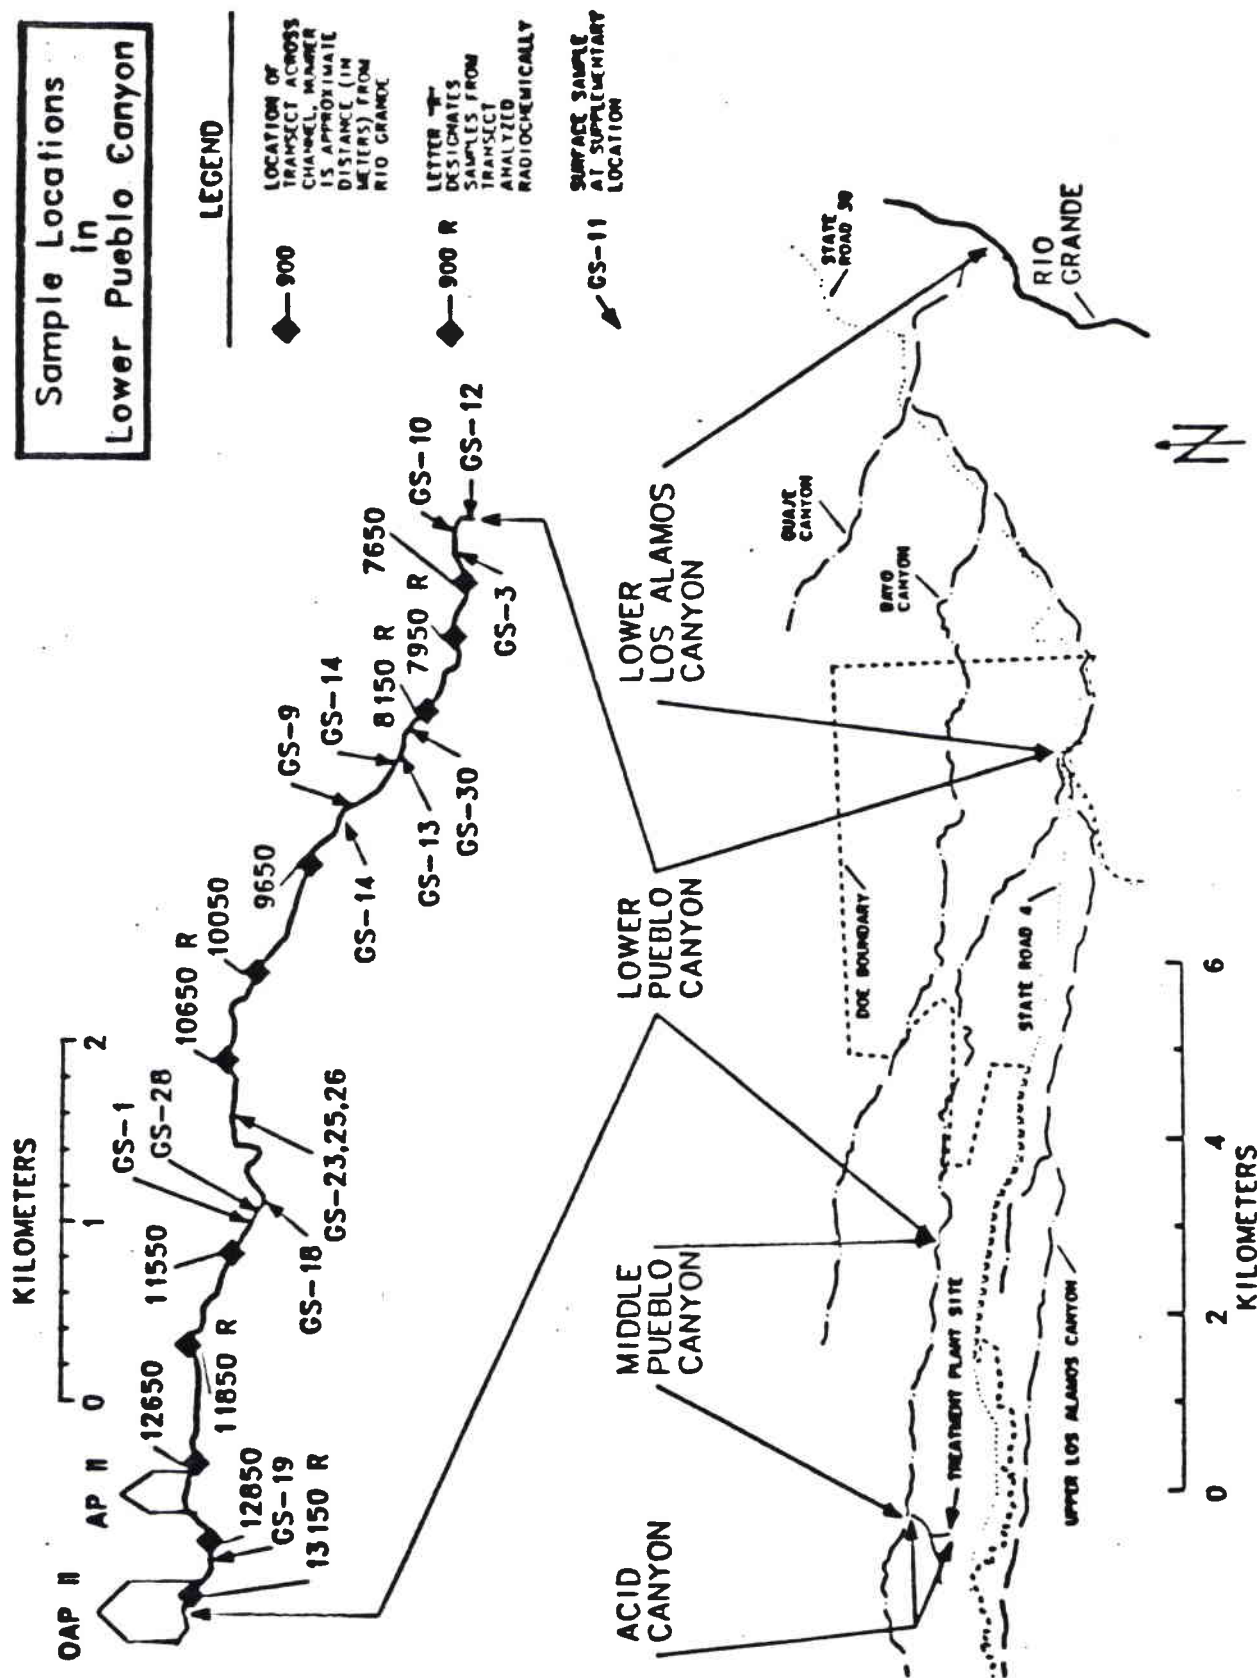 Sample Locations
in
Lower Pueblo Canyon
LEGEND
900
LOCATION OF
TRANSECT ACROSS
CHANNEL, NUMBER
IS APPROXIMATE
DISTANCE (IN
METERS) FROM
RIO GRANDE
900 R
LETTER "R"
DESIGNATES
SAMPLES FROM
TRANSECT
ANALYZED
RADIOCHEMICALLY
GS-11
SURFACE SAMPLE
AT SUPPLEMENTARY
LOCATION
KILOMETERS
0 1 2
OAP II
AP II
12650
11550
GS-1
GS-28
10650 R
10050
9650
GS-9
GS-14
8150 R
7950 R
7650
GS-10
GS-12
13150 R
GS-19
12850
11850 R
GS-18
GS-23,25,26
GS-14
GS-13
GS-30
GS-3
ACID
CANYON
MIDDLE
PUEBLO
CANYON
LOWER
PUEBLO
CANYON
LOWER
LOS ALAMOS
CANYON
STATE
ROAD 30
RIO
GRANDE
GUAJE
CANYON
BAYO
CANYON
DOE BOUNDARY
STATE ROAD 4
TREATMENT PLANT SITE
UPPER LOS ALAMOS CANYON
N
0 2 4 6
KILOMETERS